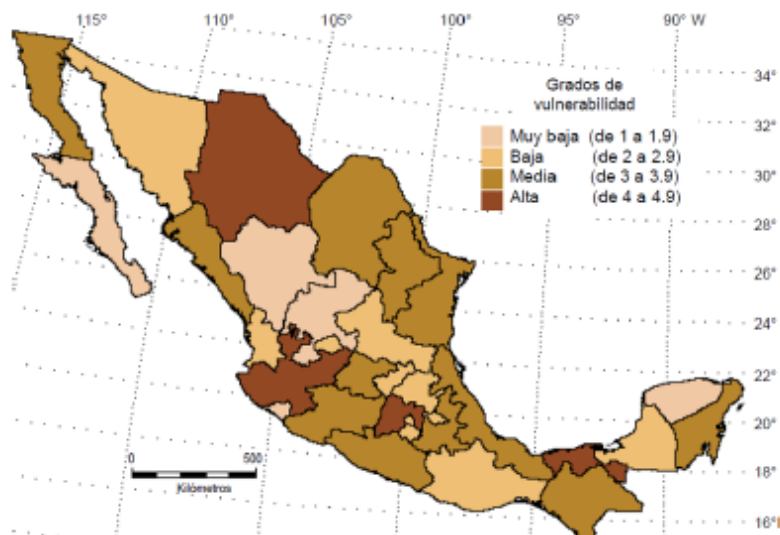 115°
110°
105°
100°
95°
90° W
34°
Grados de
vulnerabilidad
32°
Muy baja (de 1 a 1.9)
Baja (de 2 a 2.9)
Media (de 3 a 3.9)
Alta (de 4 a 4.9)
30°
28°
26°
24°
22°
20°
0
500
Kilómetros
18°
16°